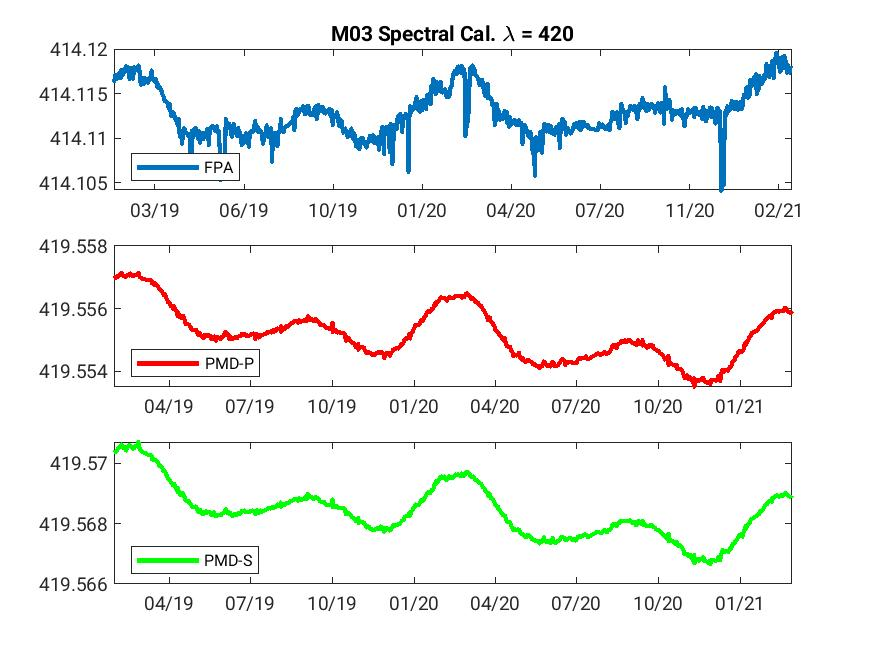 M03 Spectral Cal. λ = 420
414.12
414.115
414.11
414.105
FPA
03/19 06/19 10/19 01/20 04/20 07/20 11/20 02/21
419.558
419.556
419.554
PMD-P
04/19 07/19 10/19 01/20 04/20 07/20 10/20 01/21
419.57
419.568
419.566
PMD-S
04/19 07/19 10/19 01/20 04/20 07/20 10/20 01/21